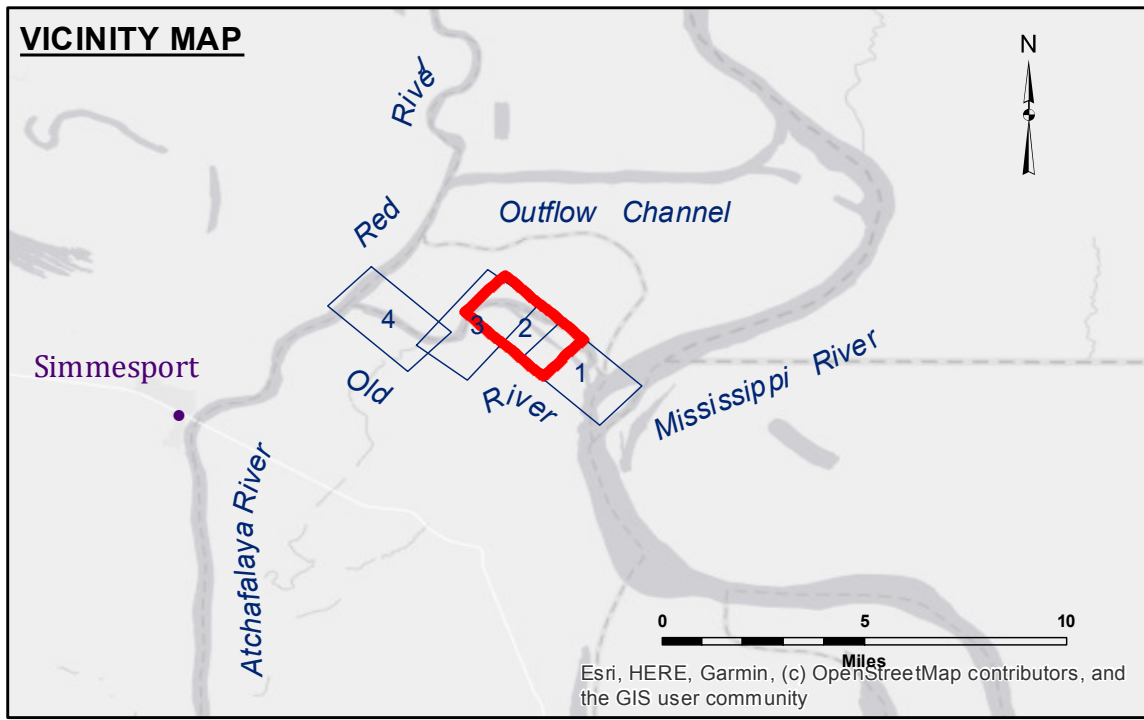 VICINITY MAP
N
River
Red
Outflow Channel
4
3
2
1
Simmesport
Old
River
Mississippi River
Atchafalaya River
0 5 10
Miles
Esri, HERE, Garmin, (c) OpenStreetMap contributors, and
the GIS user community